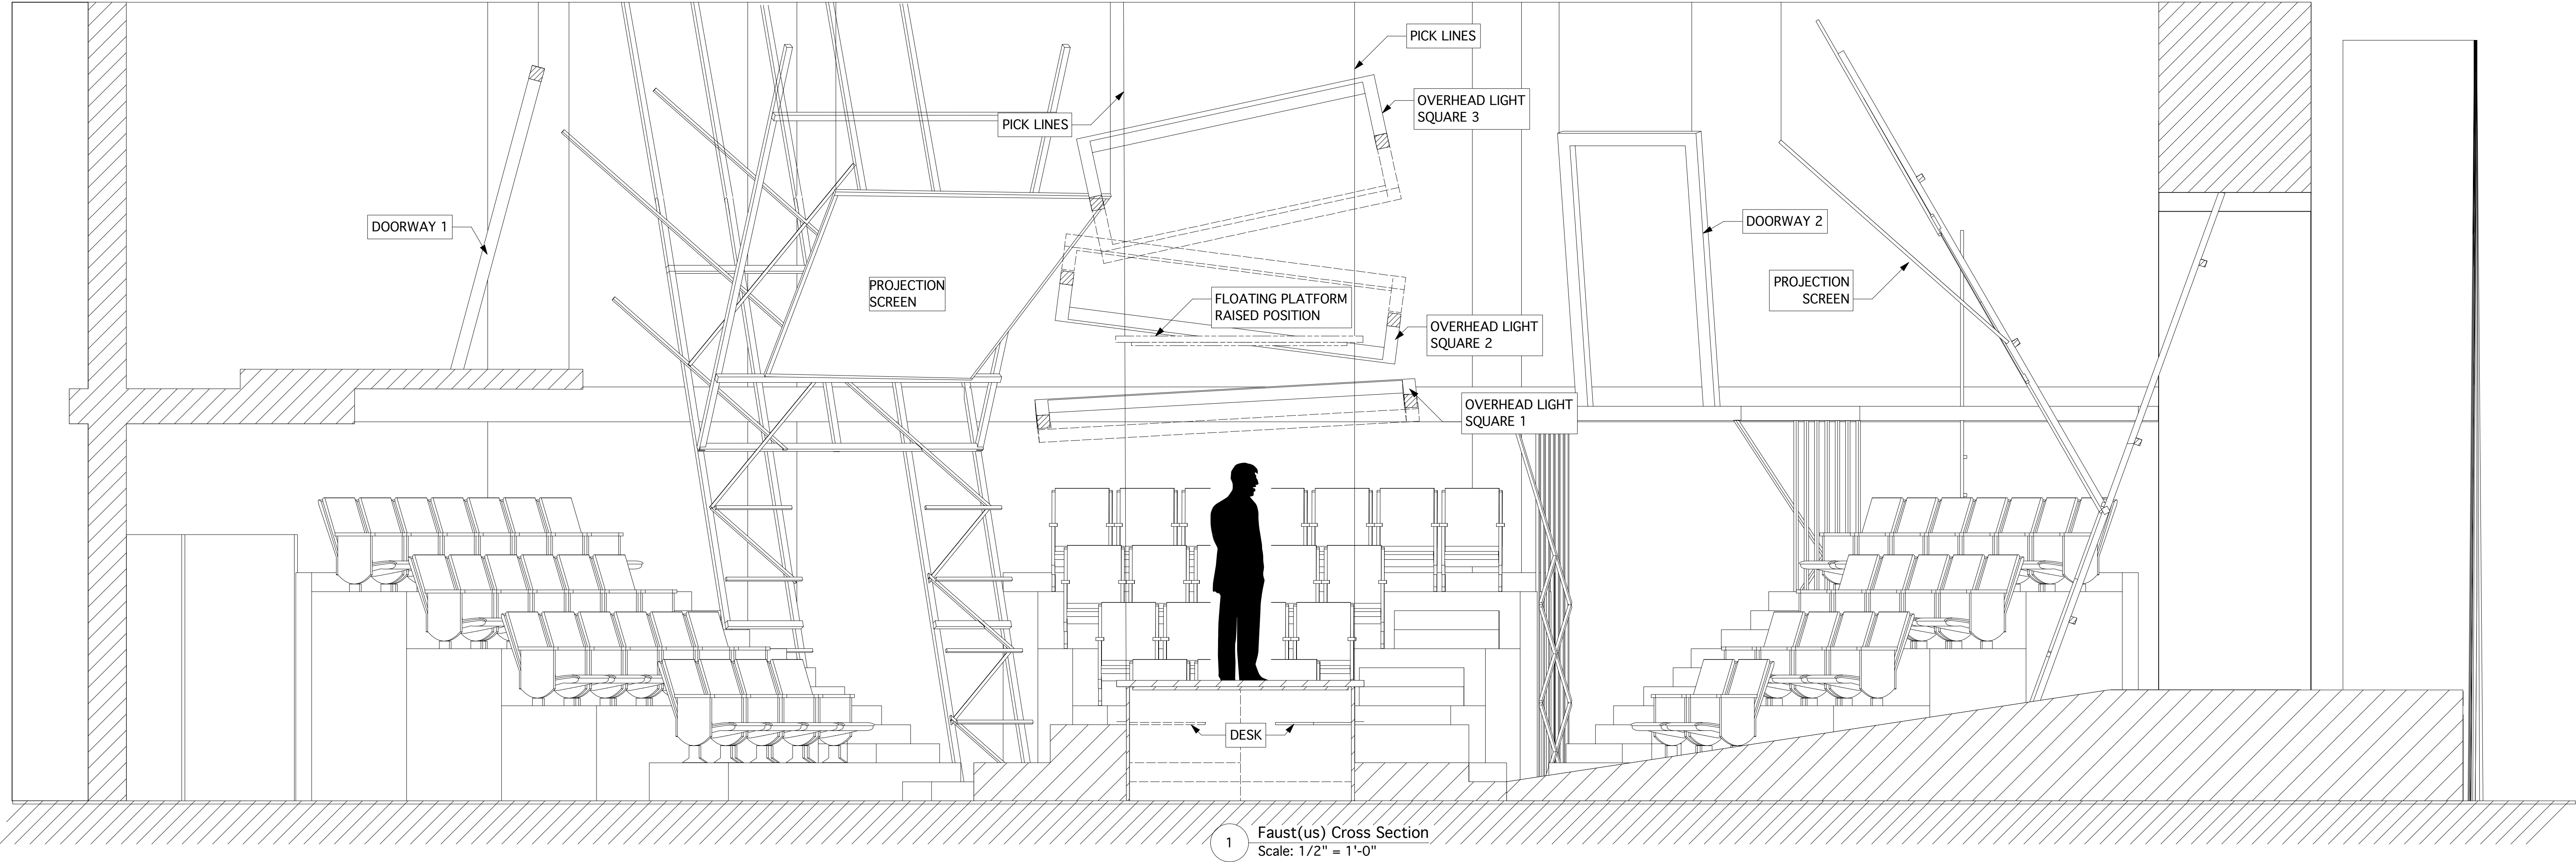 PICK LINES
OVERHEAD LIGHT
SQUARE 3
PICK LINES
DOORWAY 1
DOORWAY 2
PROJECTION
SCREEN
PROJECTION
SCREEN
FLOATING PLATFORM
RAISED POSITION
OVERHEAD LIGHT
SQUARE 2
OVERHEAD LIGHT
SQUARE 1
DESK
1
Faust(us) Cross Section
Scale: 1/2" = 1'-0"